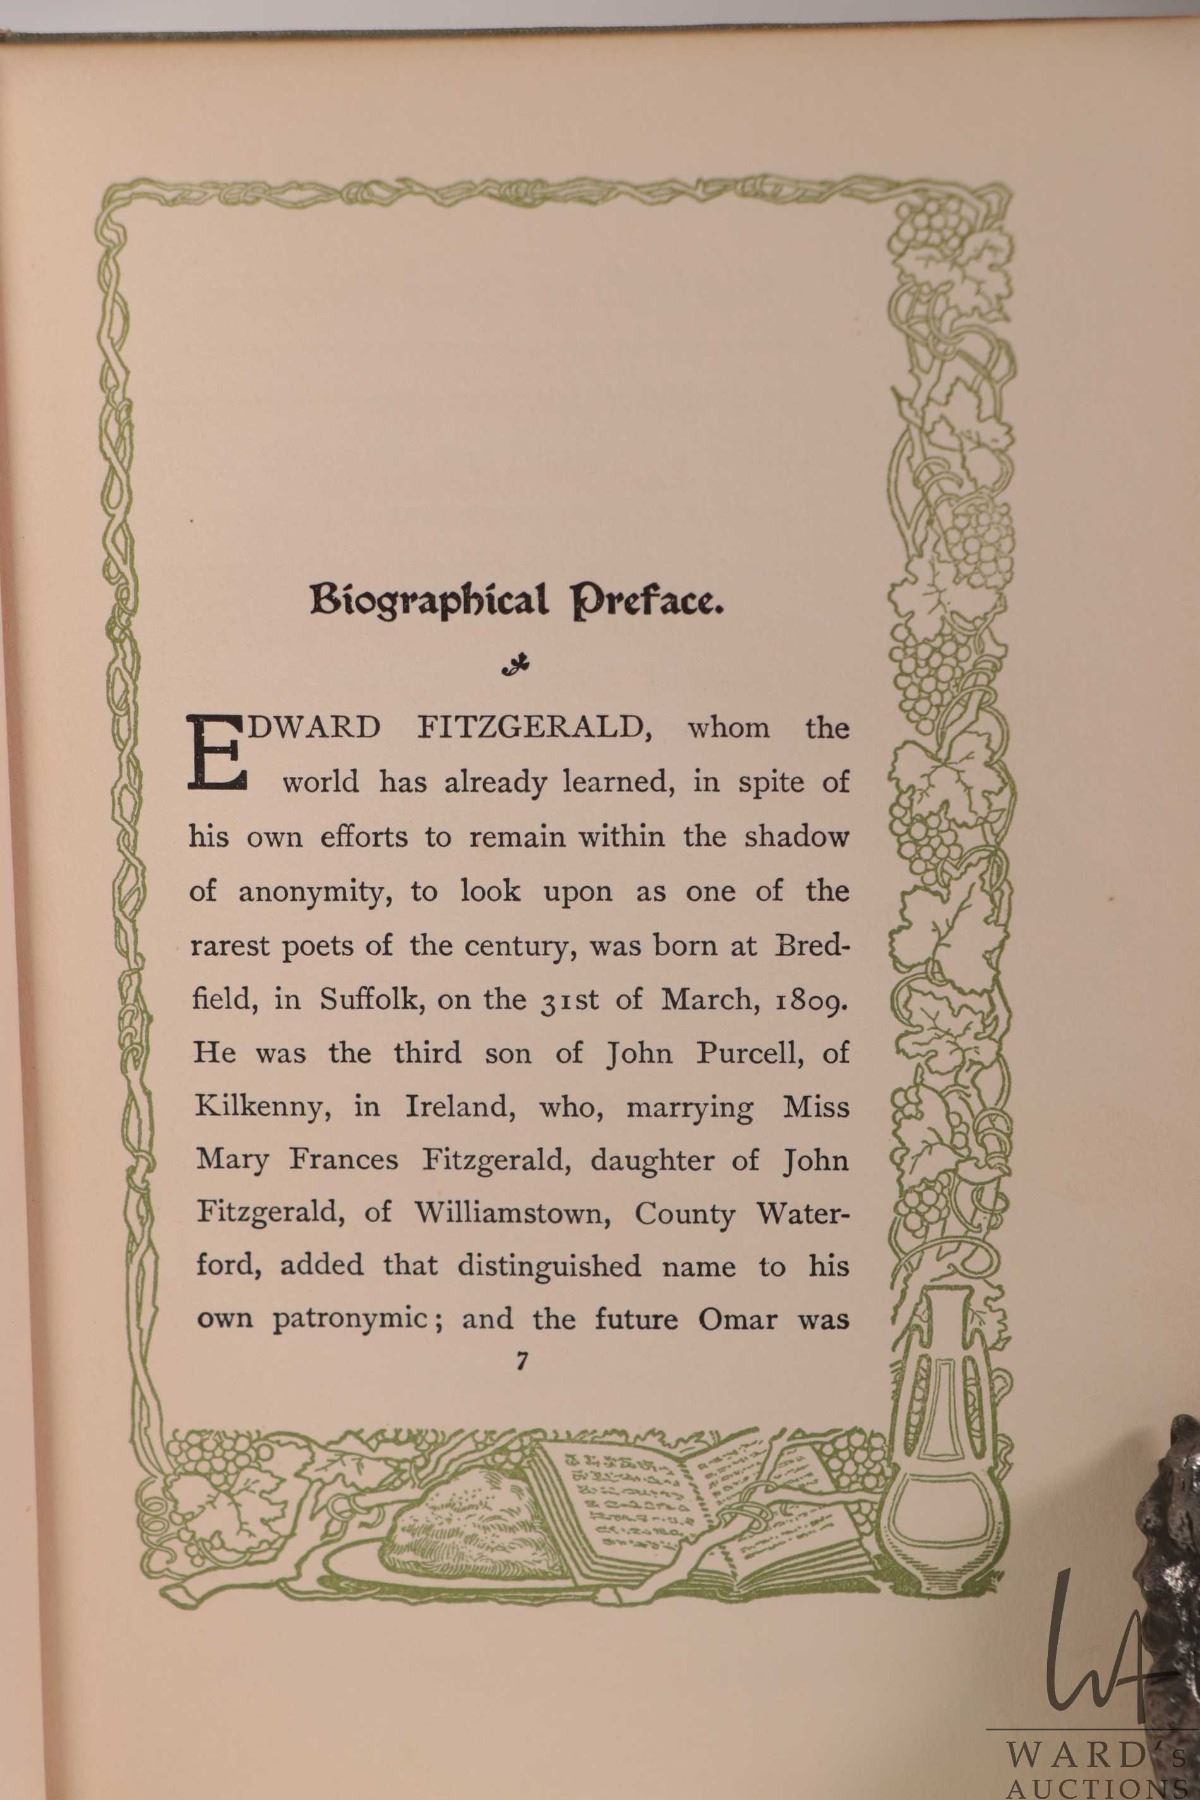 Biographical Preface.
EDWARD FITZGERALD, whom the
world has already learned, in spite of
his own efforts to remain within the shadow
of anonymity, to look upon as one of the
rarest poets of the century, was born at Bred-
field, in Suffolk, on the 31st of March, 1809.
He was the third son of John Purcell, of
Kilkenny, in Ireland, who, marrying Miss
Mary Frances Fitzgerald, daughter of John
Fitzgerald, of Williamstown, County Water-
ford, added that distinguished name to his
own patronymic; and the future Omar was
7
WA
WARD's
AUCTIONS